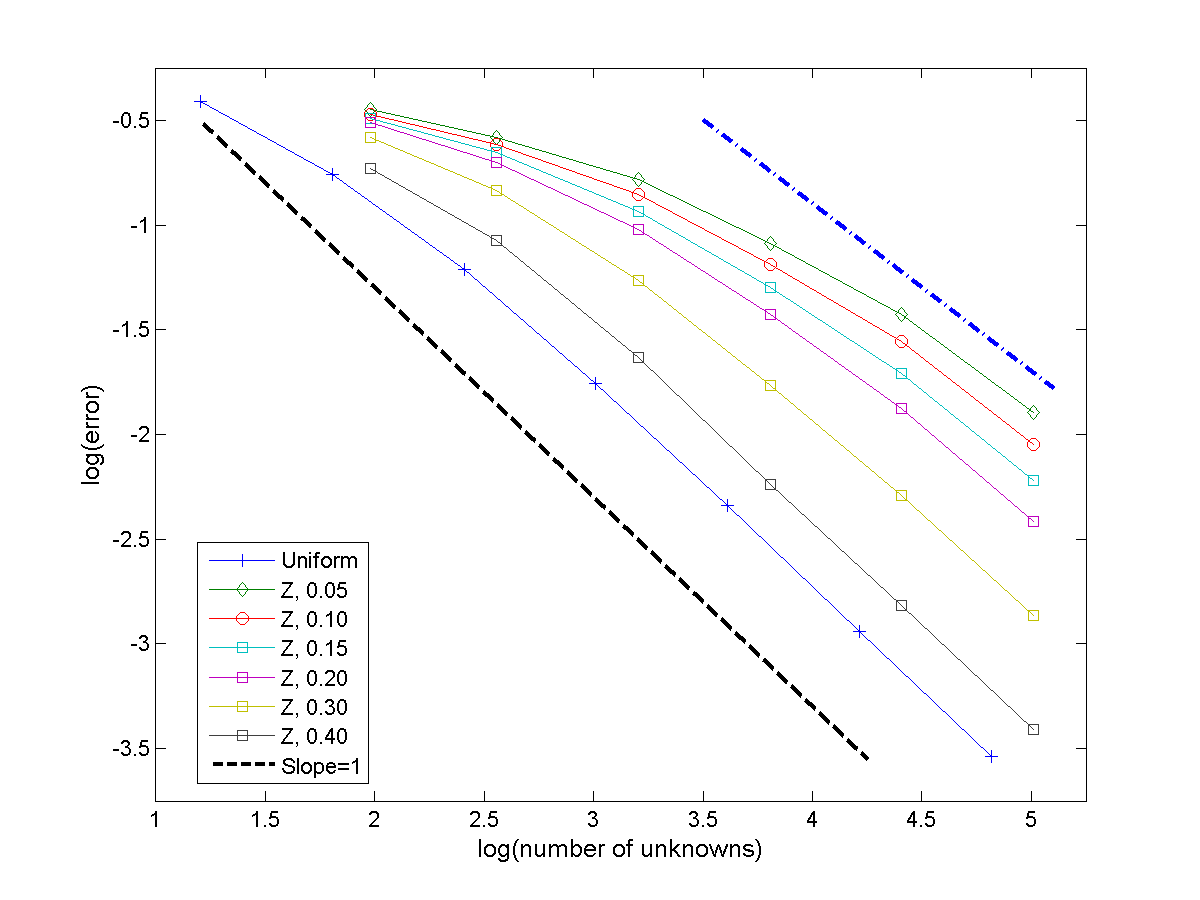 -0.5
-1
-1.5
-2
-2.5
-3
-3.5
log(error)
Uniform
Z, 0.05
Z, 0.10
Z, 0.15
Z, 0.20
Z, 0.30
Z, 0.40
Slope=1
1 1.5 2 2.5 3 3.5 4 4.5 5
log(number of unknowns)